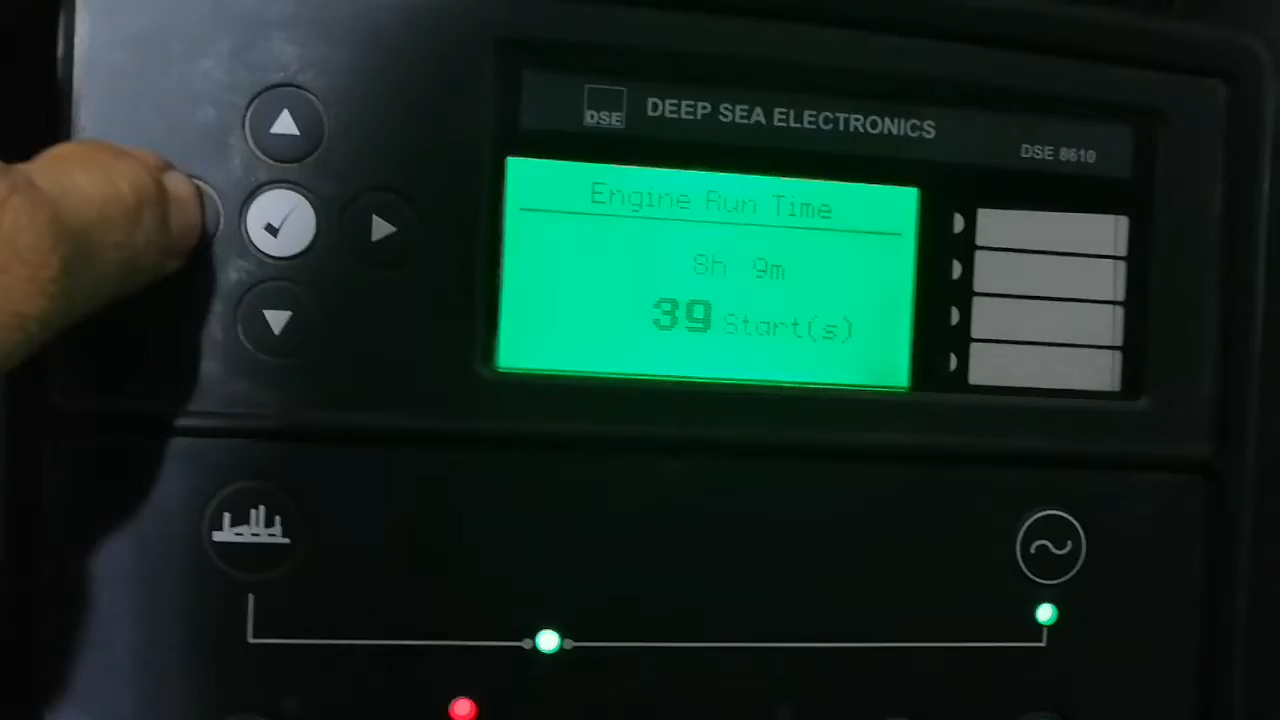 DSE
DEEP SEA ELECTRONICS
DSE 8610
Engine Run Time
8h 9m
39 Start(s)